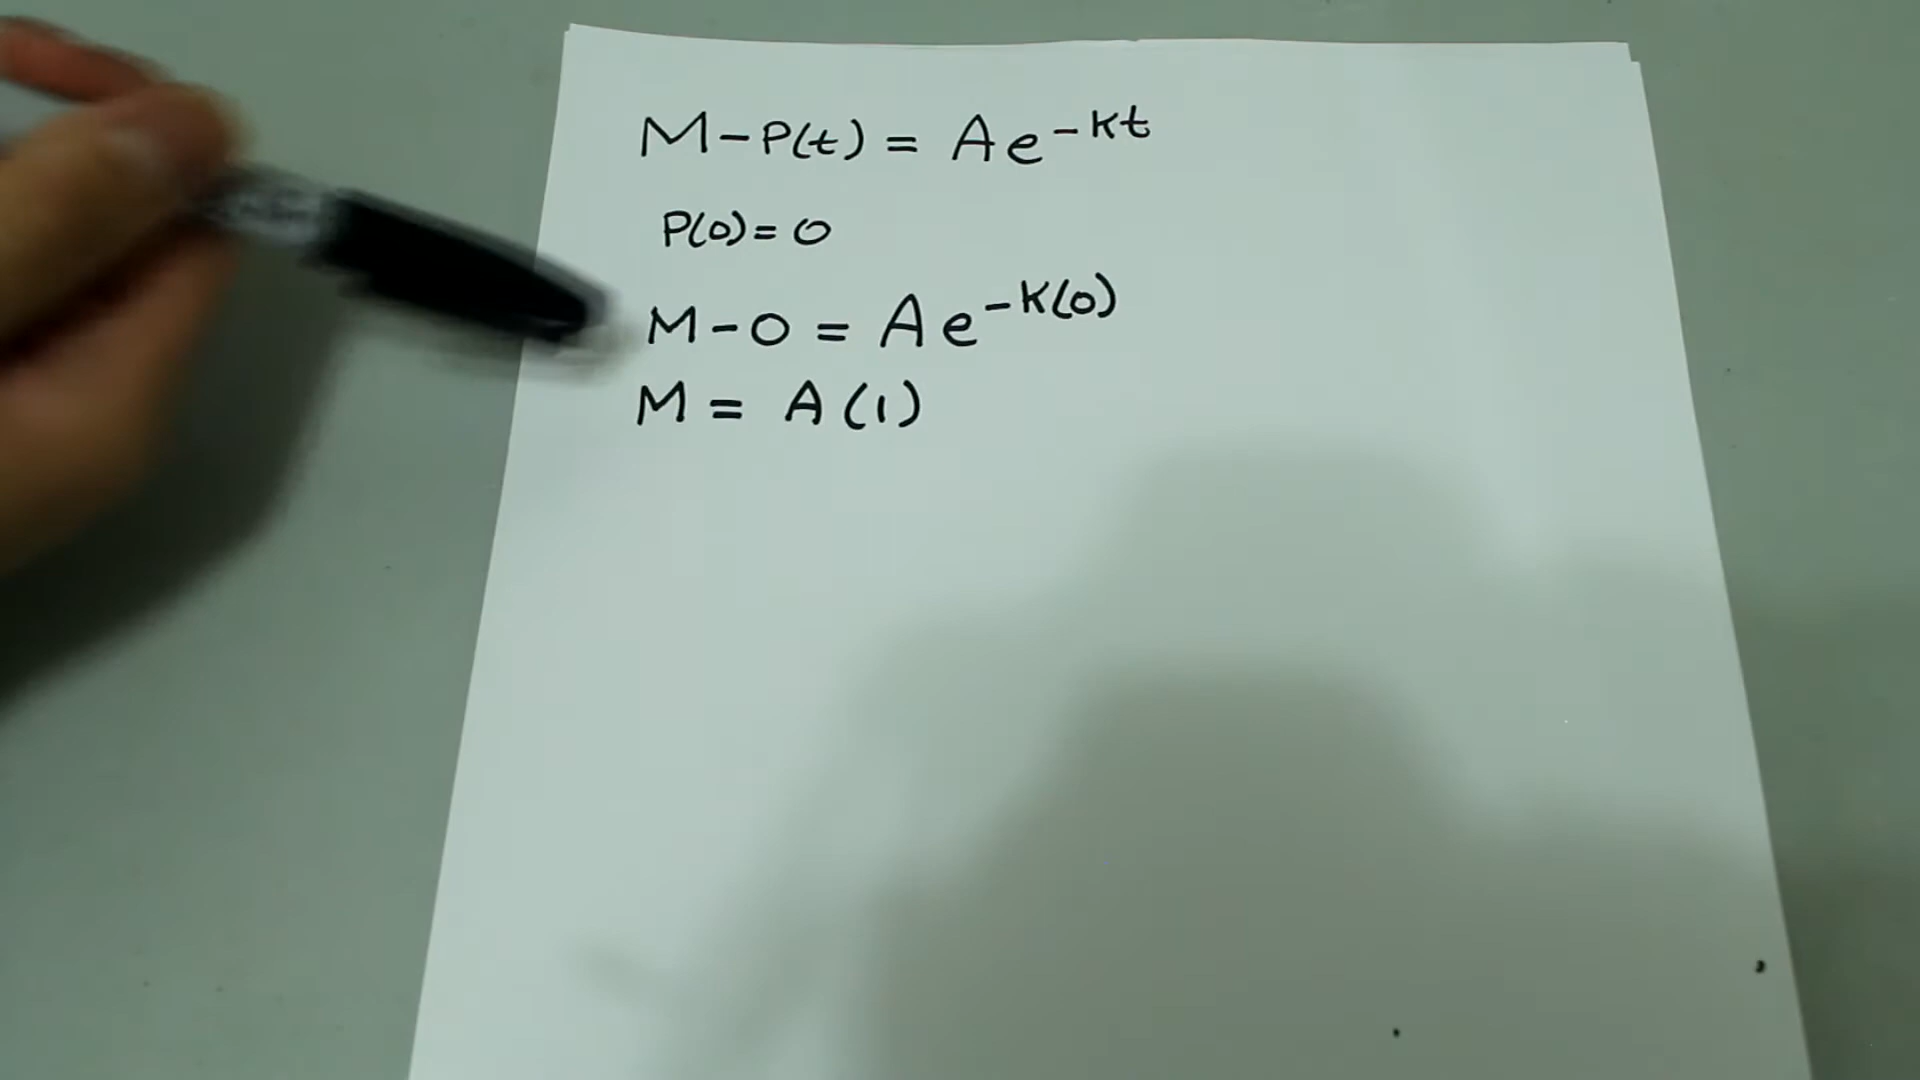 M-P(t) = Ae^{-kt}
P(0)= 0
M-0 = Ae^{-k(0)}
M = A(1)